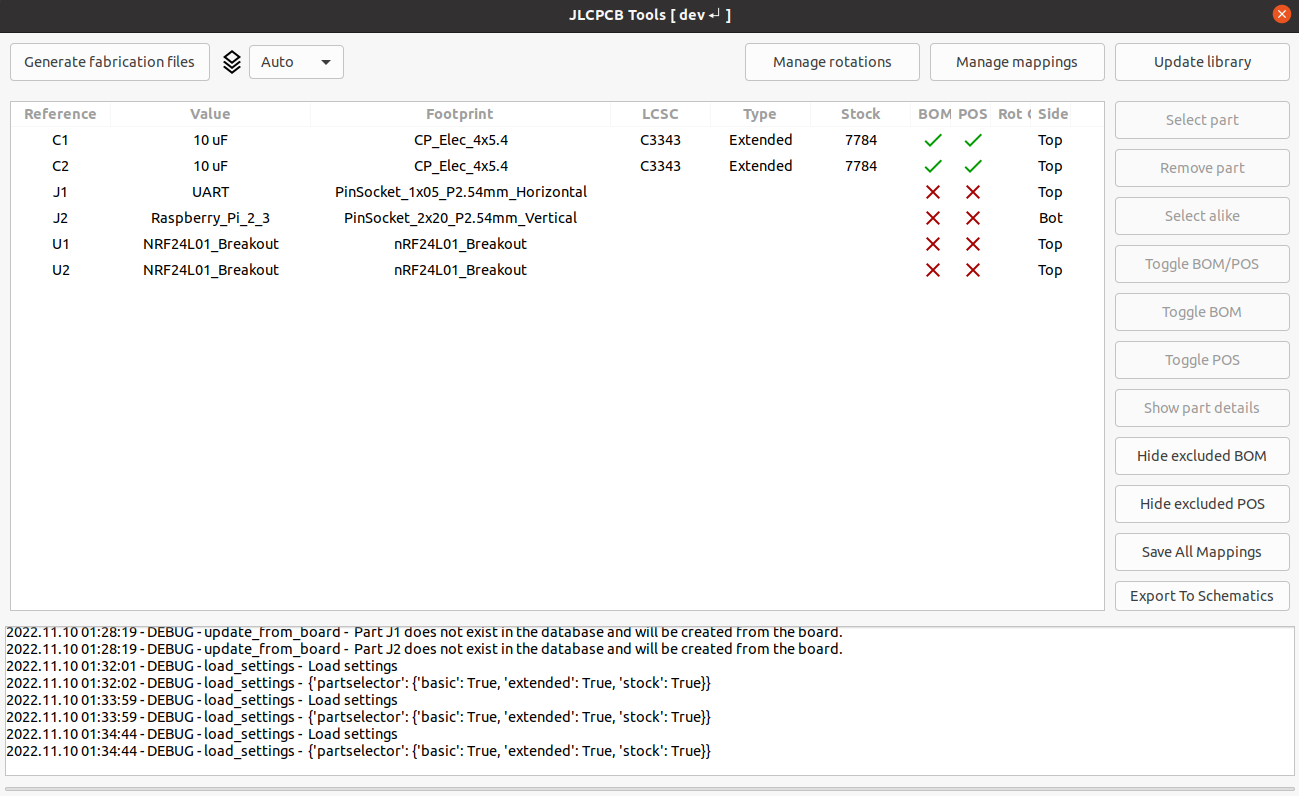 JLCPCB Tools [ dev↵ ]
Generate fabrication files Auto Manage rotations Manage mappings Update library
Reference Value Footprint LCSC Type Stock BOM POS Rot Side
C1 10 uF CP_Elec_4x5.4 C3343 Extended 7784 Top
C2 10 uF CP_Elec_4x5.4 C3343 Extended 7784 Top
J1 UART PinSocket_1x05_P2.54mm_Horizontal Top
J2 Raspberry_Pi_2_3 PinSocket_2x20_P2.54mm_Vertical Bot
U1 NRF24L01_Breakout nRF24L01_Breakout Top
U2 NRF24L01_Breakout nRF24L01_Breakout Top
Select part
Remove part
Select alike
Toggle BOM/POS
Toggle BOM
Toggle POS
Show part details
Hide excluded BOM
Hide excluded POS
Save All Mappings
Export To Schematics
2022.11.10 01:28:19 - DEBUG - update_from_board - Part J1 does not exist in the database and will be created from the board.
2022.11.10 01:28:19 - DEBUG - update_from_board - Part J2 does not exist in the database and will be created from the board.
2022.11.10 01:32:01 - DEBUG - load_settings - Load settings
2022.11.10 01:32:02 - DEBUG - load_settings - {'partselector': {'basic': True, 'extended': True, 'stock': True}}
2022.11.10 01:33:59 - DEBUG - load_settings - Load settings
2022.11.10 01:33:59 - DEBUG - load_settings - {'partselector': {'basic': True, 'extended': True, 'stock': True}}
2022.11.10 01:34:44 - DEBUG - load_settings - Load settings
2022.11.10 01:34:44 - DEBUG - load_settings - {'partselector': {'basic': True, 'extended': True, 'stock': True}}